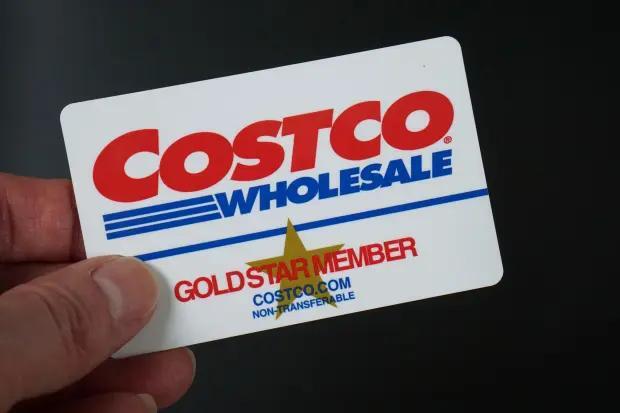 COSTCO®
WHOLESALE
GOLD STAR MEMBER
COSTCO.COM
NON-TRANSFERABLE